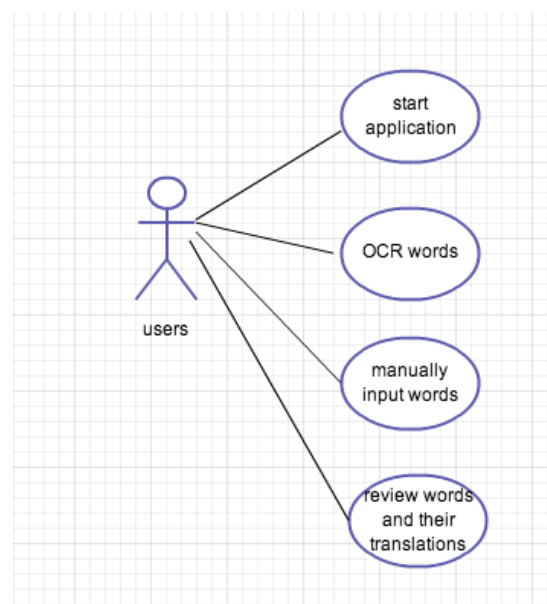 start
application
OCR words
users
manually
input words
review words
and their
translations